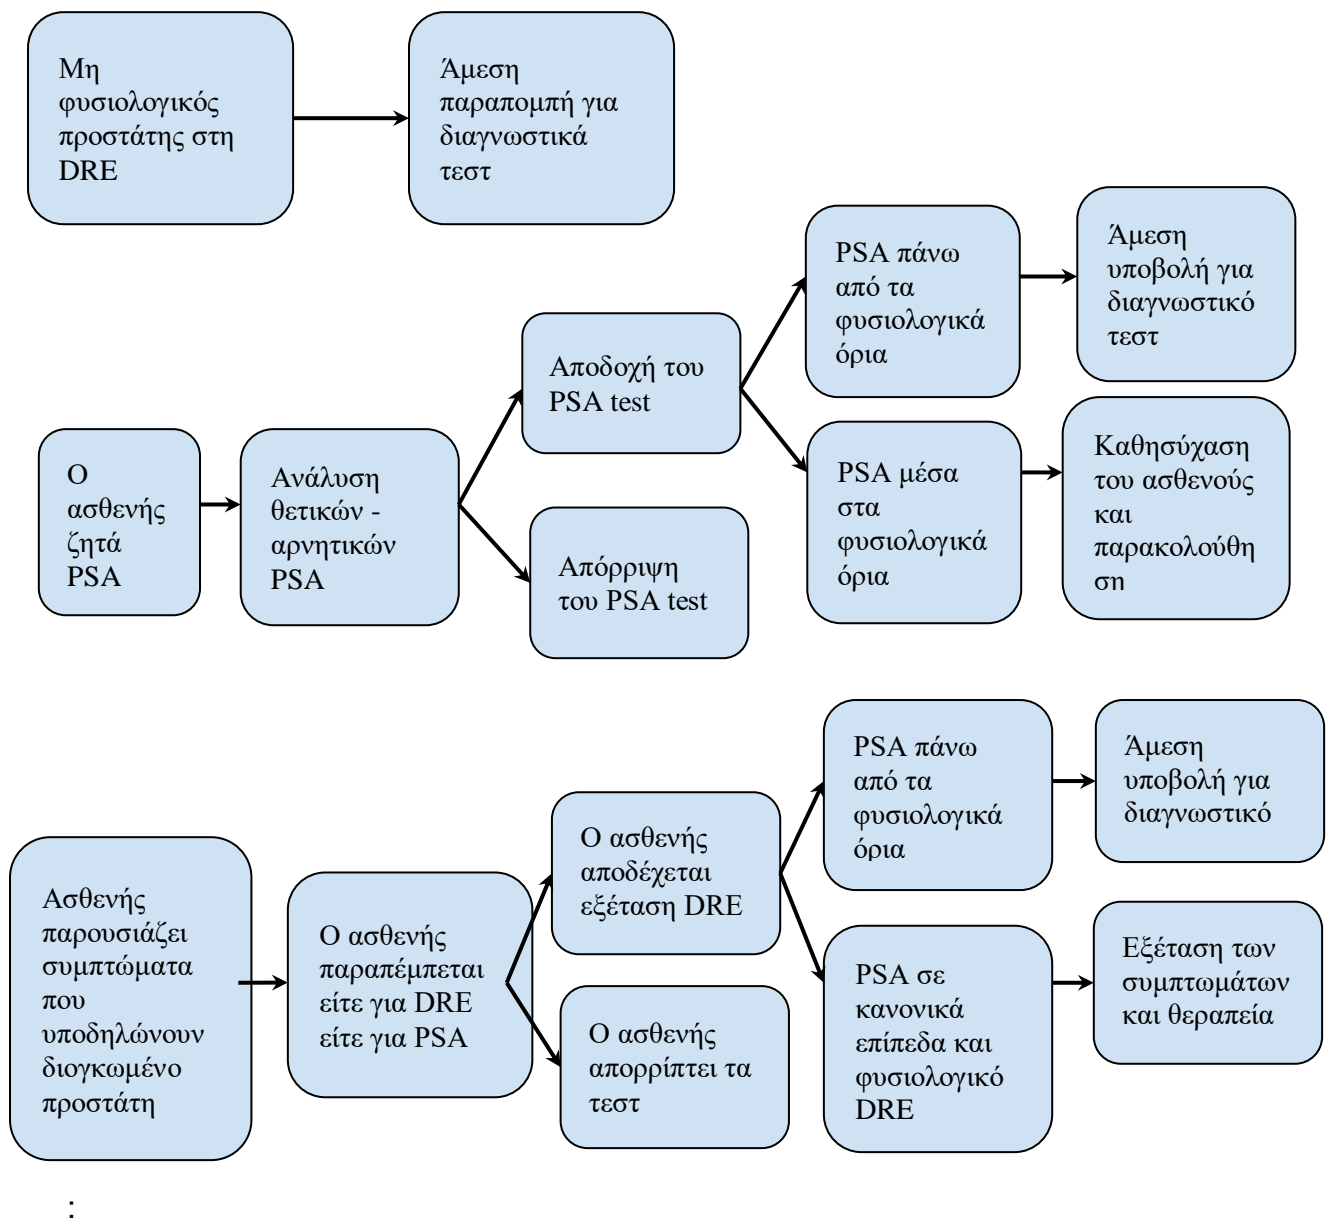 Μη
φυσιολογικός
προστάτης στη
DRE
Άμεση
παραπομπή για
διαγνωστικά
τεστ
Ο
ασθενής
ζητά
PSA
Ανάλυση
θετικών -
αρνητικών
PSA
Αποδοχή του
PSA test
Απόρριψη
του PSA test
PSA πάνω
από τα
φυσιολογικά
όρια
Άμεση
υποβολή για
διαγνωστικό
τεστ
PSA μέσα
στα
φυσιολογικά
όρια
Καθησύχαση
του ασθενούς
και
παρακολούθη
ση
Ασθενής
παρουσιάζει
συμπτώματα
που
υποδηλώνουν
διογκωμένο
προστάτη
Ο ασθενής
παραπέμπεται
είτε για DRE
είτε για PSA
Ο ασθενής
αποδέχεται
εξέταση DRE
Ο ασθενής
απορρίπτει τα
τεστ
PSA πάνω
από τα
φυσιολογικά
όρια
Άμεση
υποβολή για
διαγνωστικό
PSA σε
κανονικά
επίπεδα και
φυσιολογικό
DRE
Εξέταση των
συμπτωμάτων
και θεραπεία
: